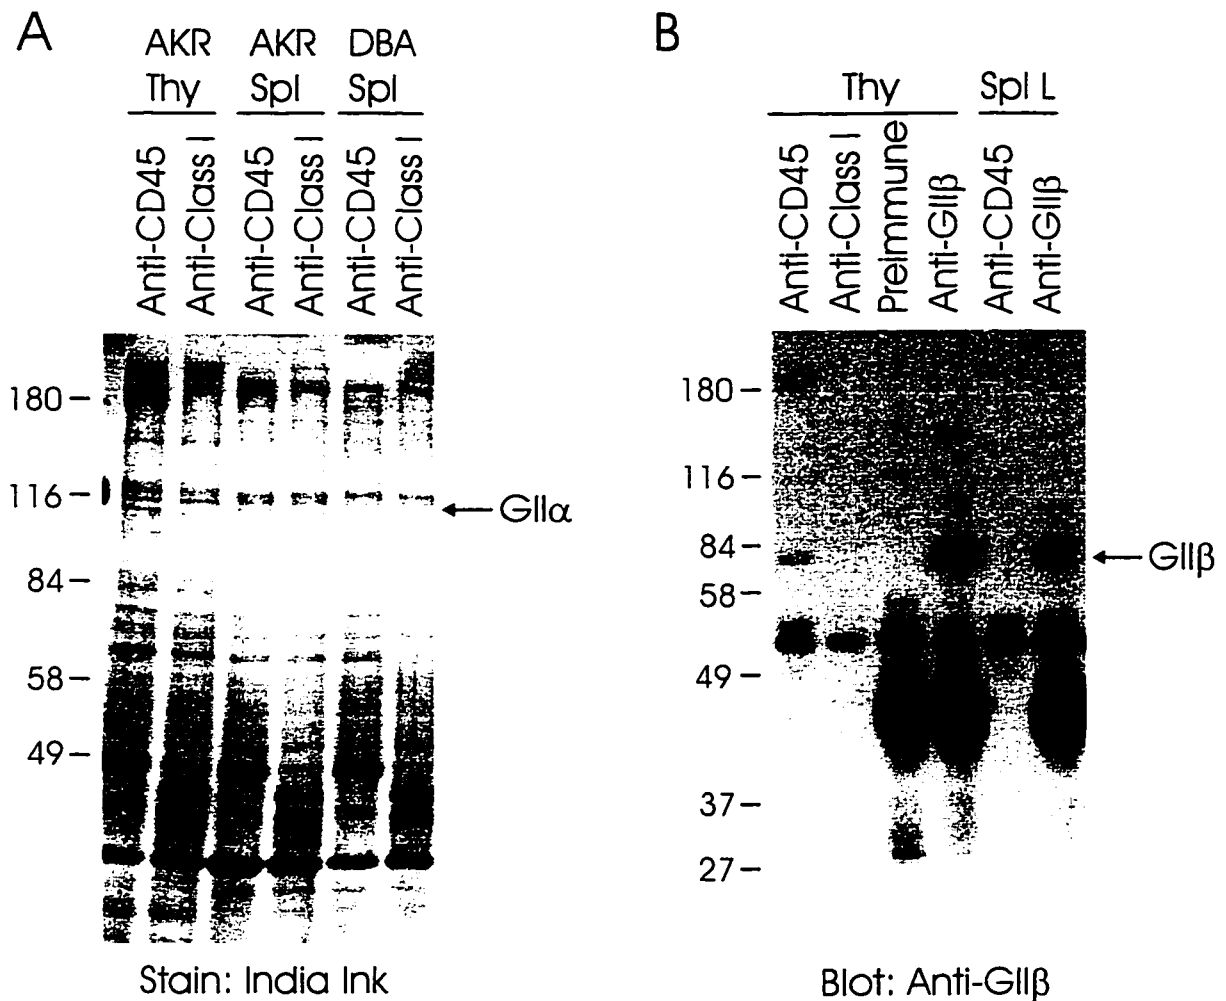 A
AKR AKR DBA
Thy Spl Spl
Anti-CD45
Anti-Class I
Anti-CD45
Anti-Class I
Anti-CD45
Anti-Class I
180
116
84
58
49
GIIα
Stain: India Ink
B
Thy Spl L
Anti-CD45
Anti-Class I
Preimmune
Anti-GIIβ
Anti-CD45
Anti-GIIβ
180
116
84
58
49
37
27
GIIβ
Blot: Anti-GIIβ